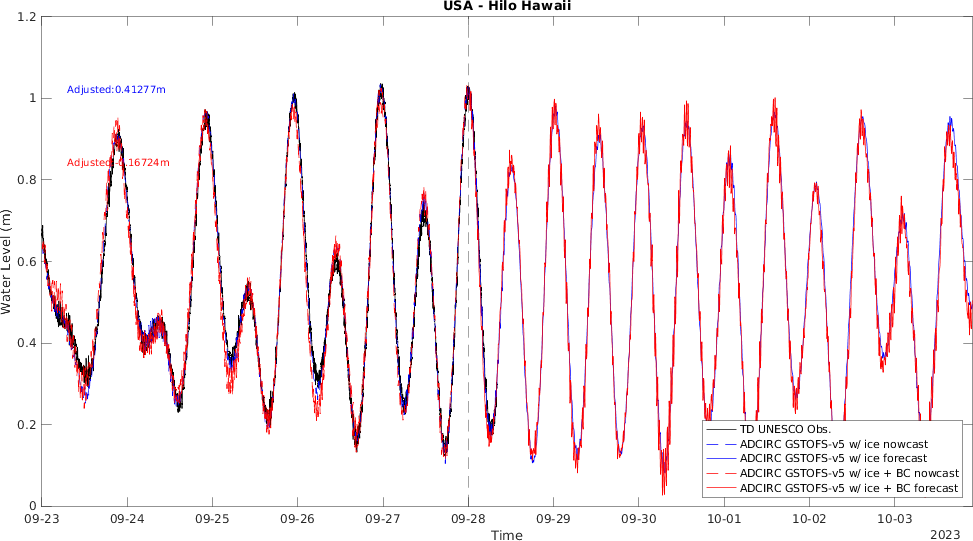 USA - Hilo Hawaii
1.2
1
0.8
0.6
0.4
0.2
0
Water Level (m)
Adjusted:0.41277m
Adjusted:-0.16724m
TD UNESCO Obs.
ADCIRC GSTOFS-v5 w/ ice nowcast
ADCIRC GSTOFS-v5 w/ ice forecast
ADCIRC GSTOFS-v5 w/ ice + BC nowcast
ADCIRC GSTOFS-v5 w/ ice + BC forecast
09-23 09-24 09-25 09-26 09-27 09-28 09-29 09-30 10-01 10-02 10-03
Time
2023